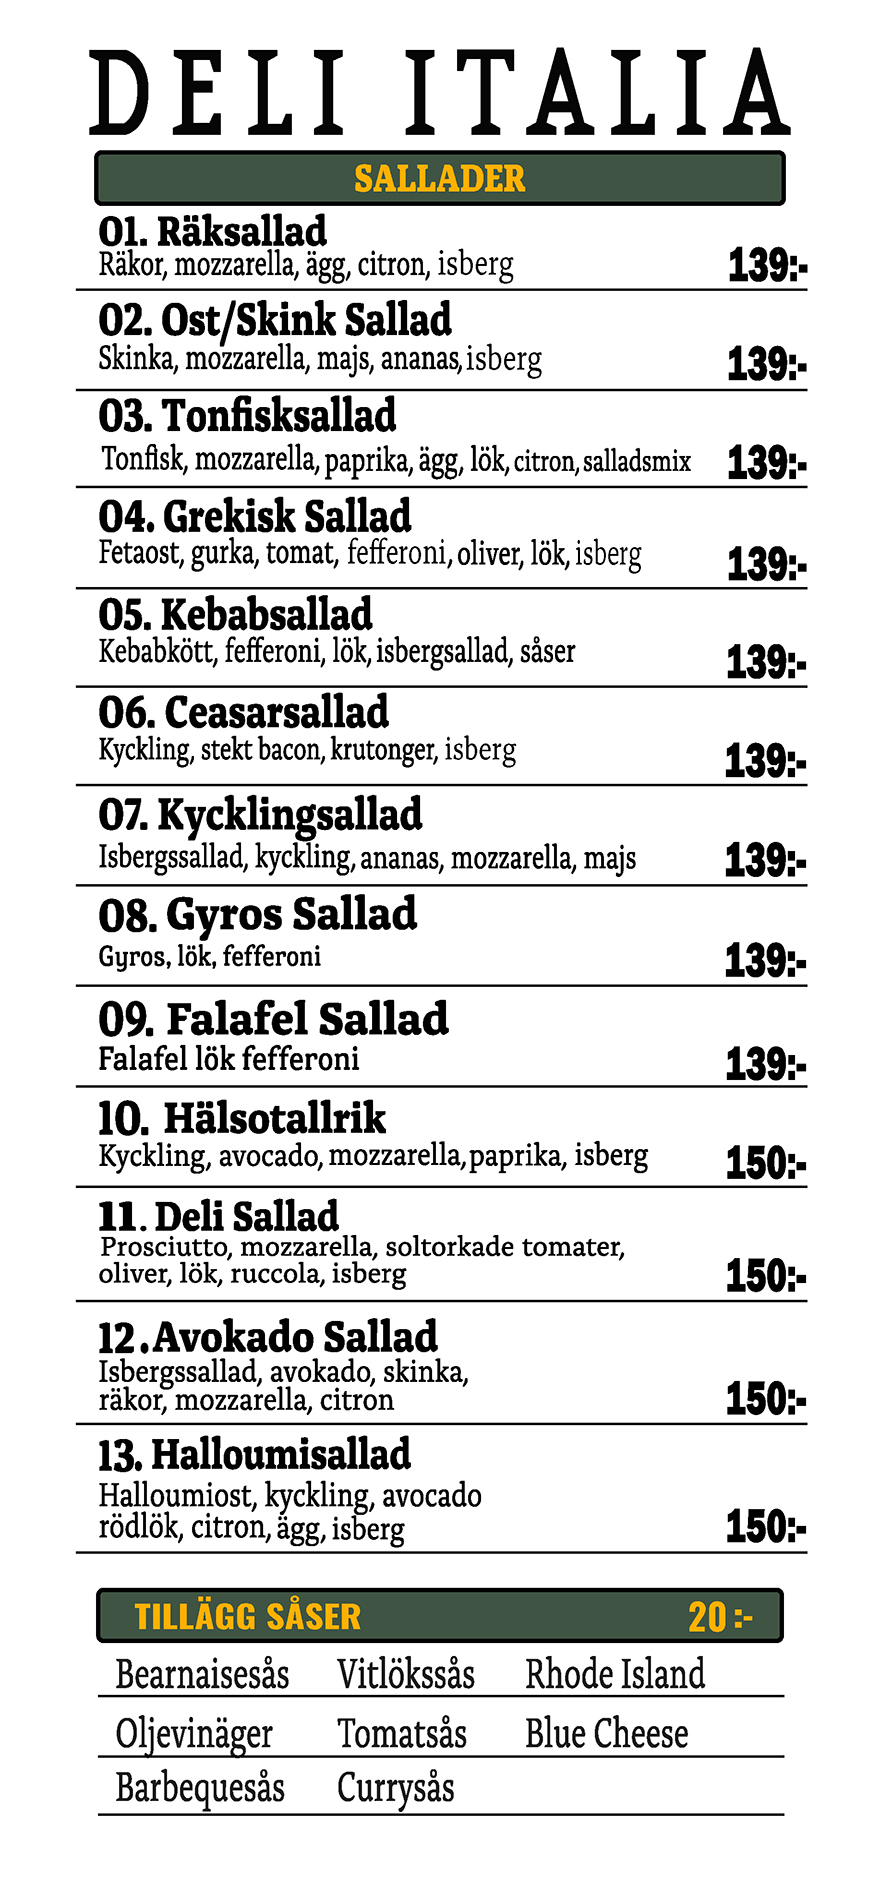 DELI ITALIA
SALLADER
01. Räksallad
Räkor, mozzarella, ägg, citron, isberg 139:-
02. Ost/Skink Sallad
Skinka, mozzarella, majs, ananas, isberg 139:-
03. Tonfisksallad
Tonfisk, mozzarella, paprika, ägg, lök, citron, salladsmix 139:-
04. Grekisk Sallad
Fetaost, gurka, tomat, fefferoni, oliver, lök, isberg 139:-
05. Kebabsallad
Kebabkött, fefferoni, lök, isbergsallad, såser 139:-
06. Ceasarsallad
Kyckling, stekt bacon, krutonger, isberg 139:-
07. Kycklingsallad
Isbergssallad, kyckling, ananas, mozzarella, majs 139:-
08. Gyros Sallad
Gyros, lök, fefferoni 139:-
09. Falafel Sallad
Falafel lök fefferoni 139:-
10. Hälsotallrik
Kyckling, avocado, mozzarella, paprika, isberg 150:-
11. Deli Sallad
Prosciutto, mozzarella, soltorkade tomater,
oliver, lök, ruccola, isberg 150:-
12. Avokado Sallad
Isbergssallad, avokado, skinka,
räkor, mozzarella, citron 150:-
13. Halloumisallad
Halloumiost, kyckling, avocado
rödlök, citron, ägg, isberg 150:-
TILLÄGG SÅSER 20 :-
Bearnaisesås Vitlökssås Rhode Island
Oljevinäger Tomatsås Blue Cheese
Barbequesås Currysås